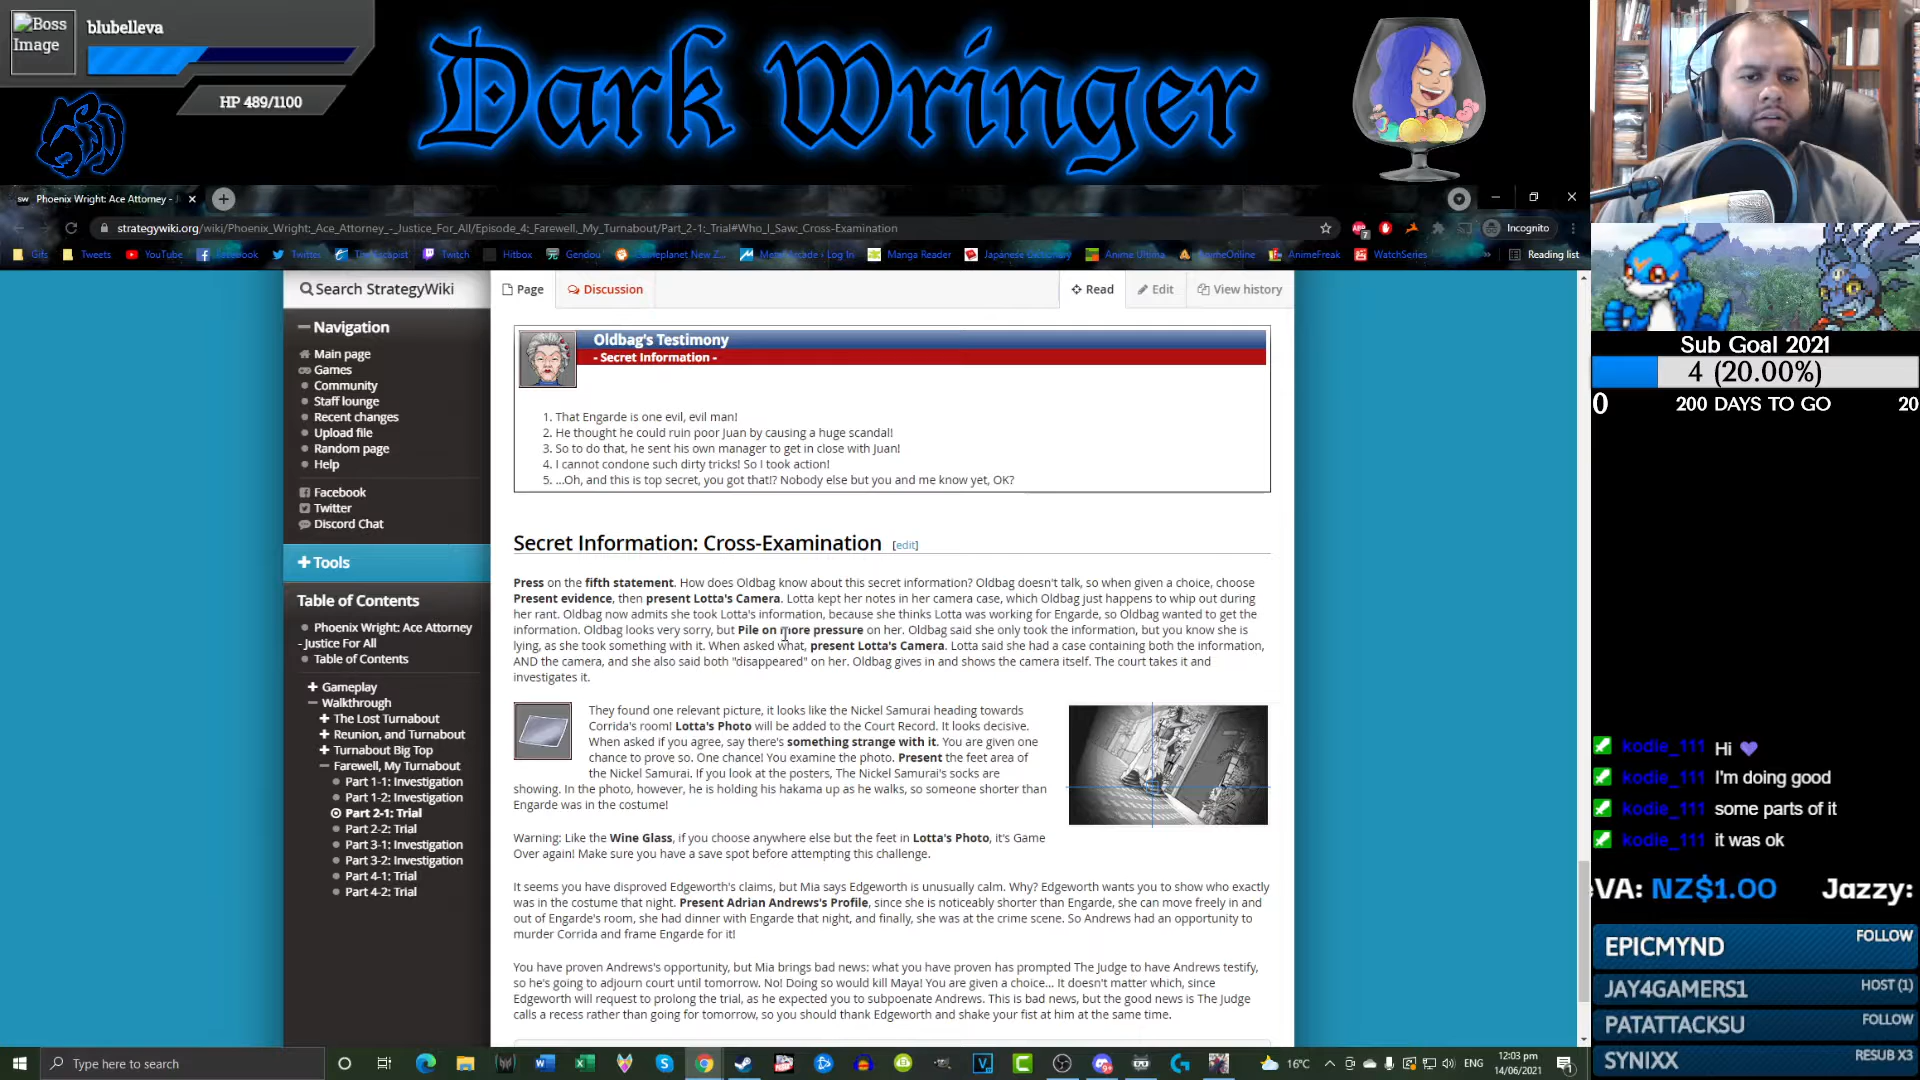 Boss
Image
blubelleva
HP 489/1100
Dark Wringer
sw Phoenix Wright: Ace Attorney - J
strategywiki.org/wiki/Phoenix_Wright:_Ace_Attorney_-_Justice_For_All/Episode_4:_Farewell,_My_Turnabout/Part_2-1:_Trial#Who_I_Saw:_Cross-Examination
Incognito
Gifs Tweets YouTube Facebook Twitter The Escapist Twitch Hitbox Gendou Gameplanet New Z... Log In Manga Reader Japanese Dictionary Anime Ultima AnimeOnline AnimeFreak WatchSeries » Reading list
Search StrategyWiki
Page Discussion Read Edit View history
Navigation
Main page
Games
Community
Staff lounge
Recent changes
Upload file
Random page
Help
Facebook
Twitter
Discord Chat
Tools
Table of Contents
Phoenix Wright: Ace Attorney
- Justice For All
Table of Contents
Gameplay
Walkthrough
The Lost Turnabout
Reunion, and Turnabout
Turnabout Big Top
Farewell, My Turnabout
Part 1-1: Investigation
Part 1-2: Investigation
Part 2-1: Trial
Part 2-2: Trial
Part 3-1: Investigation
Part 3-2: Investigation
Part 4-1: Trial
Part 4-2: Trial
Oldbag's Testimony
- Secret Information -
1. That Engarde is one evil, evil man!
2. He thought he could ruin poor Juan by causing a huge scandal!
3. So to do that, he sent his own manager to get in close with Juan!
4. I cannot condone such dirty tricks! So I took action!
5. ...Oh, and this is top secret, you got that!? Nobody else but you and me know yet, OK?
Secret Information: Cross-Examination [edit]
Press on the fifth statement. How does Oldbag know about this secret information? Oldbag doesn't talk, so when given a choice, choose
Present evidence, then present Lotta's Camera. Lotta kept her notes in her camera case, which Oldbag just happens to whip out during
her rant. Oldbag now admits she took Lotta's information, because she thinks Lotta was working for Engarde, so Oldbag wanted to get the
information. Oldbag looks very sorry, but Pile on more pressure on her. Oldbag said she only took the information, but you know she is
lying, as she took something with it. When asked what, present Lotta's Camera. Lotta said she had a case containing both the information,
AND the camera, and she also said both "disappeared" on her. Oldbag gives in and shows the camera itself. The court takes it and
investigates it.
They found one relevant picture, it looks like the Nickel Samurai heading towards
Corrida's room! Lotta's Photo will be added to the Court Record. It looks decisive.
When asked if you agree, say there's something strange with it. You are given one
chance to prove so. One chance! You examine the photo. Present the feet area of
the Nickel Samurai. If you look at the posters, The Nickel Samurai's socks are
showing. In the photo, however, he is holding his hakama up as he walks, so someone shorter than
Engarde was in the costume!
Warning: Like the Wine Glass, if you choose anywhere else but the feet in Lotta's Photo, it's Game
Over again! Make sure you have a save spot before attempting this challenge.
It seems you have disproved Edgeworth's claims, but Mia says Edgeworth is unusually calm. Why? Edgeworth wants you to show who exactly
was in the costume that night. Present Adrian Andrews's Profile, since she is noticeably shorter than Engarde, she can move freely in and
out of Engarde's room, she had dinner with Engarde that night, and finally, she was at the crime scene. So Andrews had an opportunity to
murder Corrida and frame Engarde for it!
You have proven Andrews's opportunity, but Mia brings bad news: what you have proven has prompted The Judge to have Andrews testify,
so he's going to adjourn court until tomorrow. No! Doing so would kill Maya! You are given a choice... It doesn't matter which, since
Edgeworth will request to prolong the trial, as he expected you to subpoenate Andrews. This is bad news, but the good news is The Judge
calls a recess rather than going for tomorrow, so you should thank Edgeworth and shake your fist at him at the same time.
Sub Goal 2021
4 (20.00%)
0 200 DAYS TO GO 20
kodie_111 Hi
kodie_111 I'm doing good
kodie_111 some parts of it
kodie_111 it was ok
VA: NZ$1.00 Jazzy:
EPICMYND FOLLOW
JAY4GAMERS1 HOST (1)
PATATTACKSU FOLLOW
SYNIXX RESUB X3
Type here to search
16°C
ENG
12:03 pm
14/06/2021